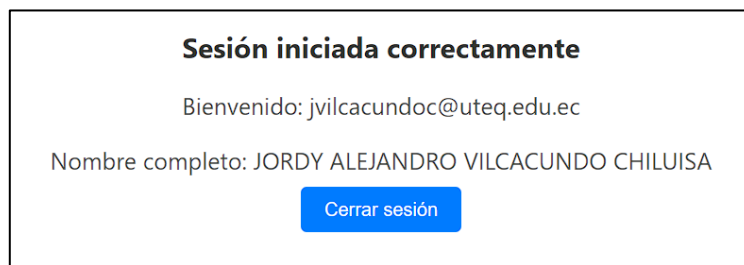 Sesión iniciada correctamente
Bienvenido: jvilcacundoc@uteq.edu.ec
Nombre completo: JORDY ALEJANDRO VILCACUNDO CHILUISA
Cerrar sesión